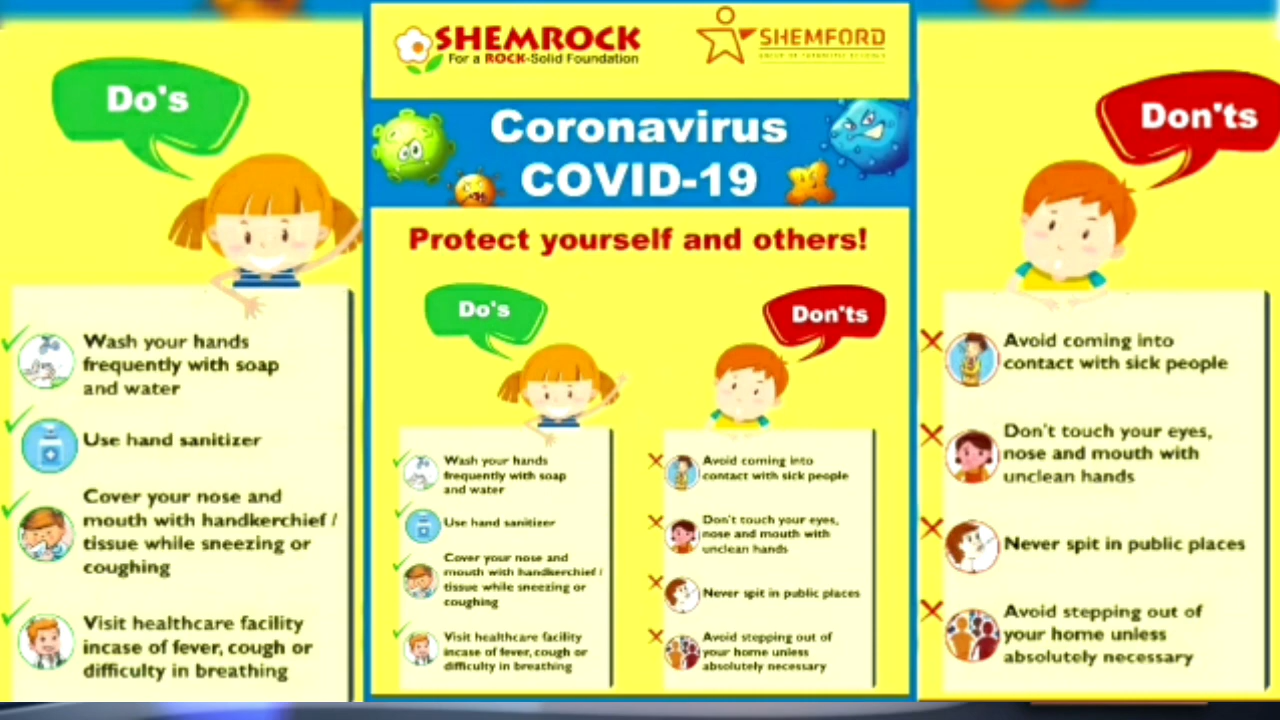 Do's
Wash your hands
frequently with soap
and water
Use hand sanitizer
Cover your nose and
mouth with handkerchief /
tissue while sneezing or
coughing
Visit healthcare facility
incase of fever, cough or
difficulty in breathing
SHEMROCK
For a ROCK-Solid Foundation
SHEMFORD
Coronavirus
COVID-19
Protect yourself and others!
Do's
Wash your hands
frequently with soap
and water
Use hand sanitizer
Cover your nose and
mouth with handkerchief /
tissue while sneezing or
coughing
Visit healthcare facility
incase of fever, cough or
difficulty in breathing
Don'ts
Avoid coming into
contact with sick people
Don't touch your eyes,
nose and mouth with
unclean hands
Never spit in public places
Avoid stepping out of
your home unless
absolutely necessary
Don'ts
Avoid coming into
contact with sick people
Don't touch your eyes,
nose and mouth with
unclean hands
Never spit in public places
Avoid stepping out of
your home unless
absolutely necessary